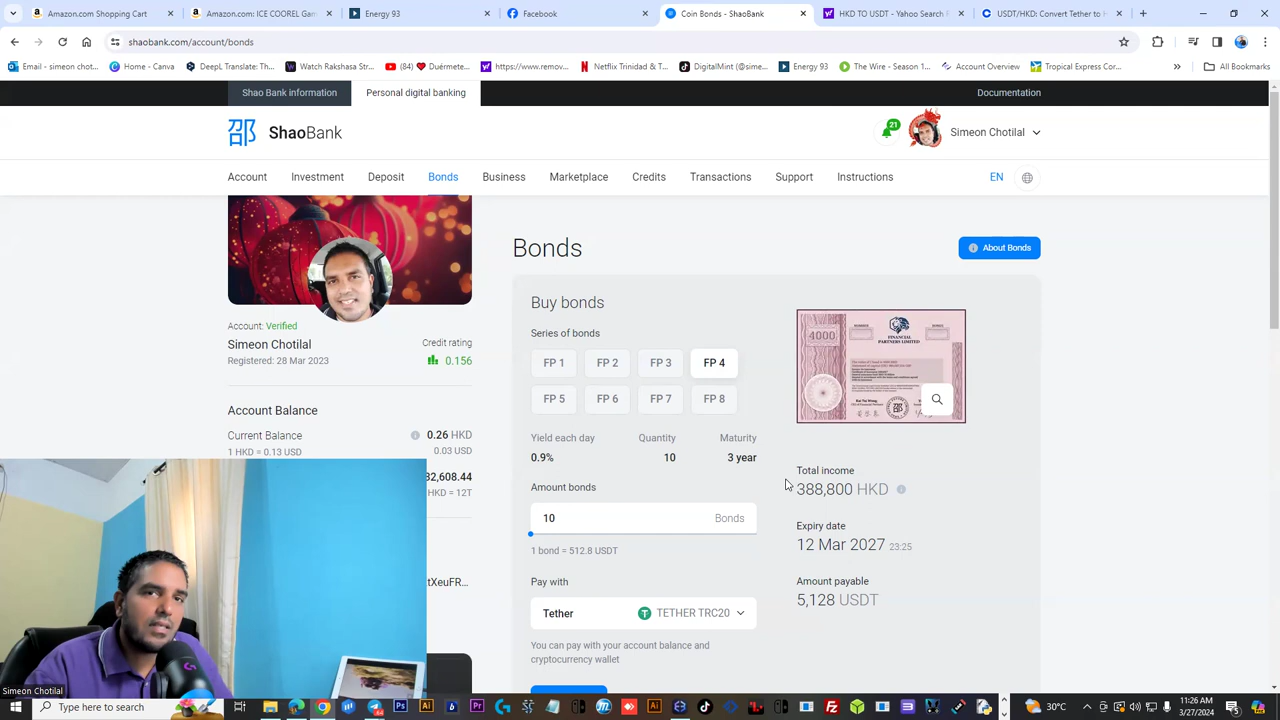 Amazon.com Shopping Cart
Amazon.com: ICE COOREL Gam
Energy 93
Facebook
Coin Bonds - ShaoBank
HKD TO USDT - Yahoo Search R
USDT/HKD: Convert Tether to H
shaobank.com/account/bonds
Email - simeon chot...
Home - Canva
DeepL Translate: Th...
Watch Rakshasa Str...
(84) ❤ Duérmete...
https://www.remov...
Netflix Trinidad & T...
DigitalMint (@sime...
Energy 93
The Wire - Season 1...
Account Overview
Tropical Express Cor...
All Bookmarks
Shao Bank information
Personal digital banking
Documentation
邵 ShaoBank
21
Simeon Chotilal
Account
Investment
Deposit
Bonds
Business
Marketplace
Credits
Transactions
Support
Instructions
EN
Bonds
About Bonds
Account: Verified
Simeon Chotilal
Registered: 28 Mar 2023
Credit rating
0.156
Account Balance
Current Balance
0.26 HKD
1 HKD = 0.13 USD
0.03 USD
32,608.44
HKD = 12T
tXeuFR...
Buy bonds
Series of bonds
FP 1
FP 2
FP 3
FP 4
FP 5
FP 6
FP 7
FP 8
Yield each day
Quantity
Maturity
0.9%
10
3 year
Amount bonds
10
Bonds
1 bond = 512.8 USDT
Pay with
Tether
TETHER TRC20
You can pay with your account balance and
cryptocurrency wallet
4000
FINANCIAL
PARTNERS LIMITED
Total income
388,800 HKD
Expiry date
12 Mar 2027 23:25
Amount payable
5,128 USDT
Simeon Chotilal
Type here to search
30°C
11:26 AM
3/27/2024